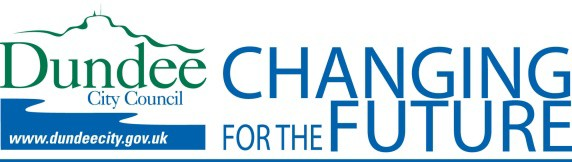 Dundee
City Council
www.dundeecity.gov.uk
CHANGING
FOR THE FUTURE